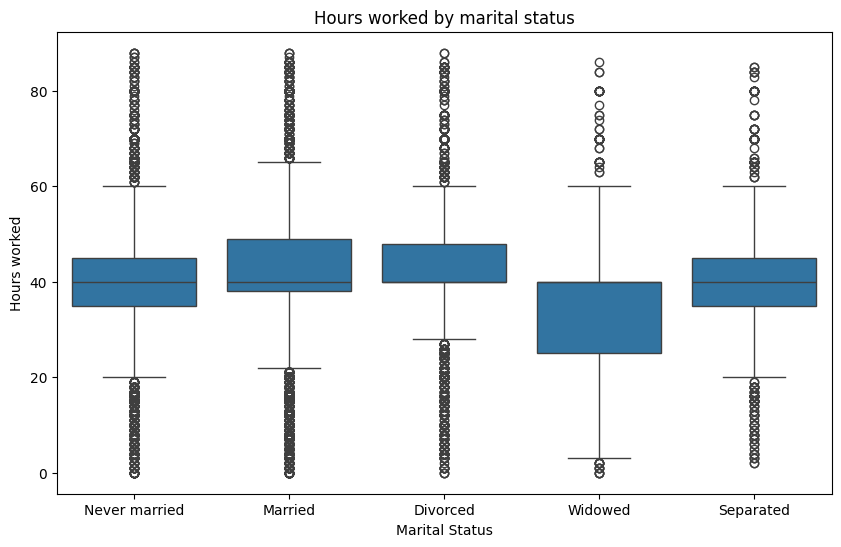 Hours worked by marital status
Hours worked
80
60
40
20
0
Never married
Married
Divorced
Widowed
Separated
Marital Status